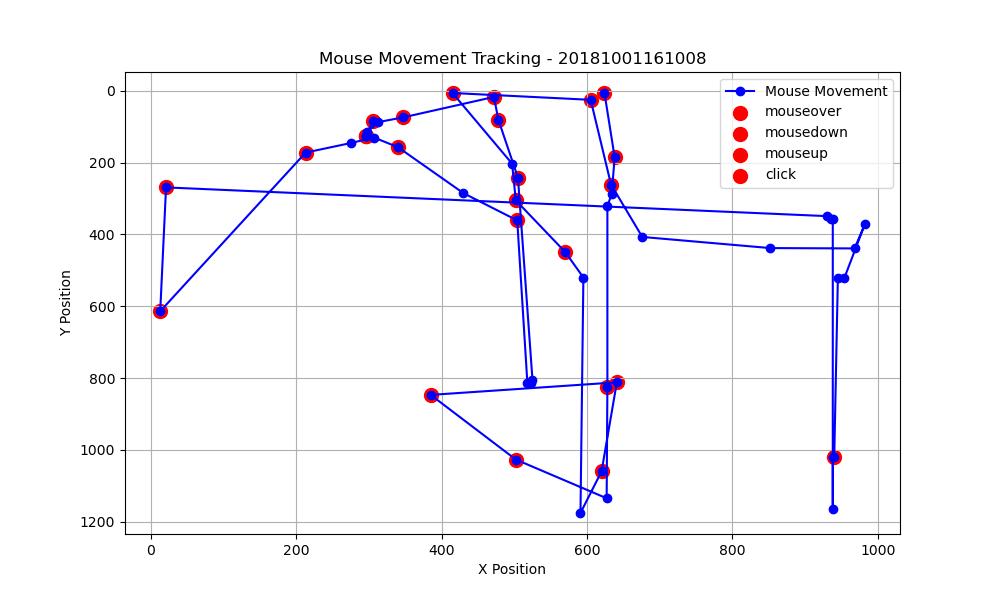 Mouse Movement Tracking - 20181001161008
Mouse Movement
mouseover
mousedown
mouseup
click
0
200
400
600
800
1000
1200
Y Position
0
200
400
600
800
1000
X Position